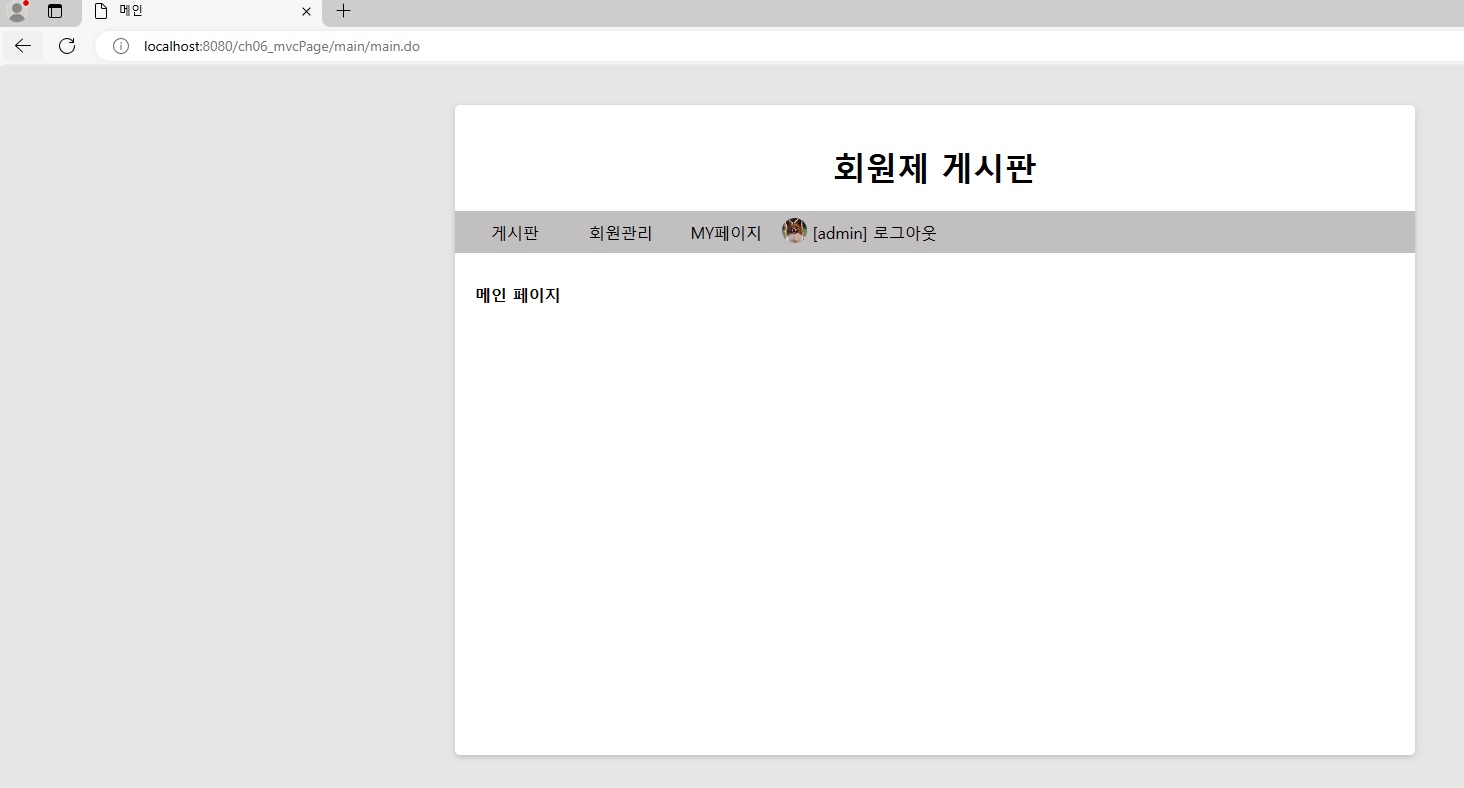 메인
localhost:8080/ch06_mvcPage/main/main.do
회원제 게시판
게시판 회원관리 MY페이지 [admin] 로그아웃
메인 페이지